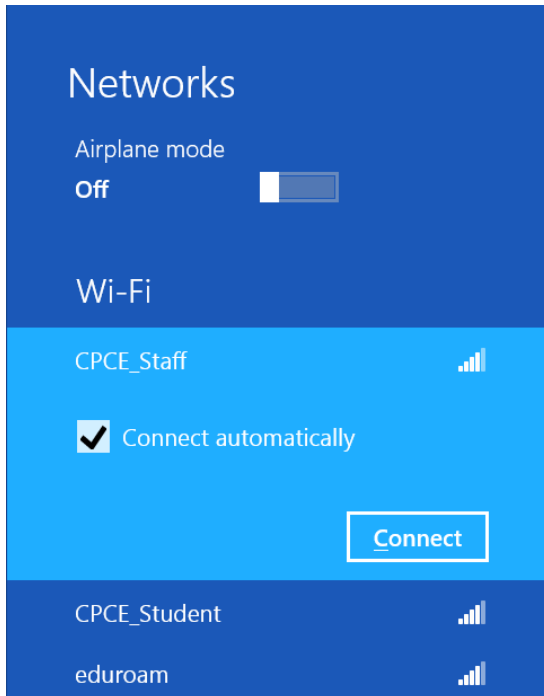 Networks
Airplane mode
Off
Wi-Fi
CPCE_Staff
Connect automatically
Connect
CPCE_Student
eduroam